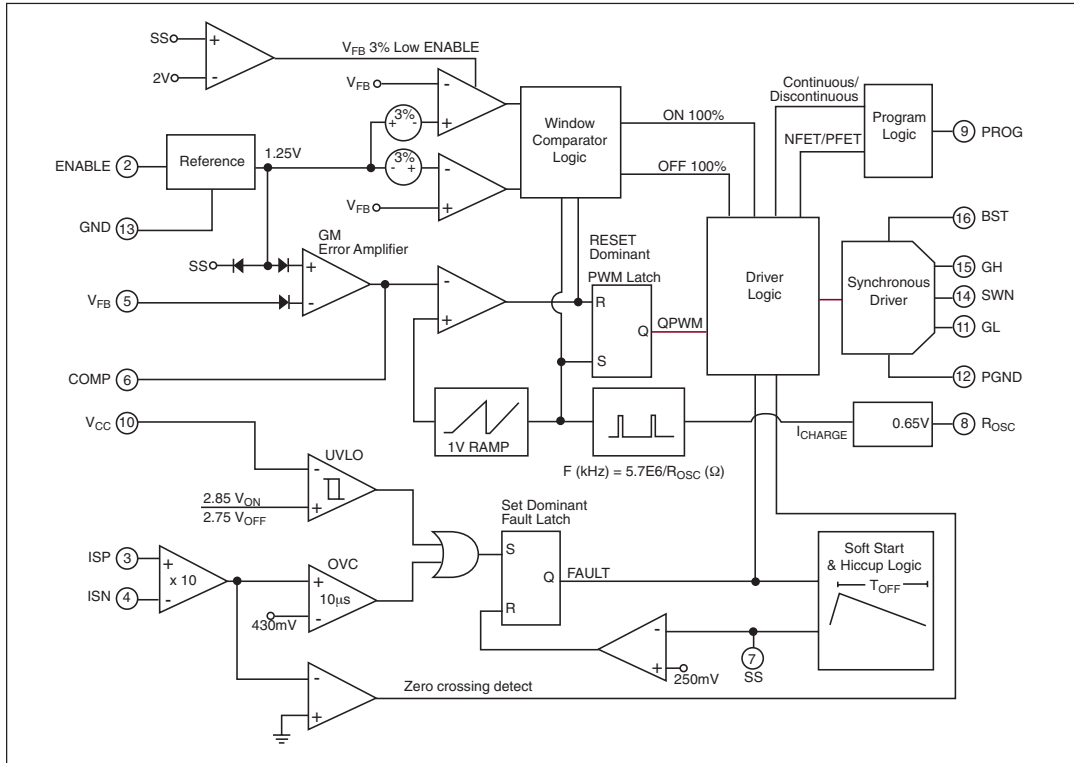 SS
+
2V
-
V_FB 3% Low ENABLE
V_FB
-
+ 3% -
+
- 3% +
-
V_FB
+
Window
Comparator
Logic
ON 100%
OFF 100%
Continuous/
Discontinuous
NFET/PFET
Program
Logic
9 PROG
ENABLE 2
Reference
1.25V
GND 13
GM
Error Amplifier
SS
+
V_FB 5
-
-
+
COMP 6
RESET
Dominant
PWM Latch
R
Q
S
QPWM
Driver
Logic
Synchronous
Driver
16 BST
15 GH
14 SWN
11 GL
12 PGND
V_CC 10
1V RAMP
F (kHz) = 5.7E6/R_OSC (Ω)
I_CHARGE
0.65V
8 R_OSC
UVLO
-
+
2.85 V_ON
2.75 V_OFF
Set Dominant
Fault Latch
S
Q
R
FAULT
ISP 3
+
x 10
ISN 4
-
OVC
+
10µs
-
430mV
Soft Start
& Hiccup Logic
T_OFF
-
+
250mV
7
SS
-
+
Zero crossing detect